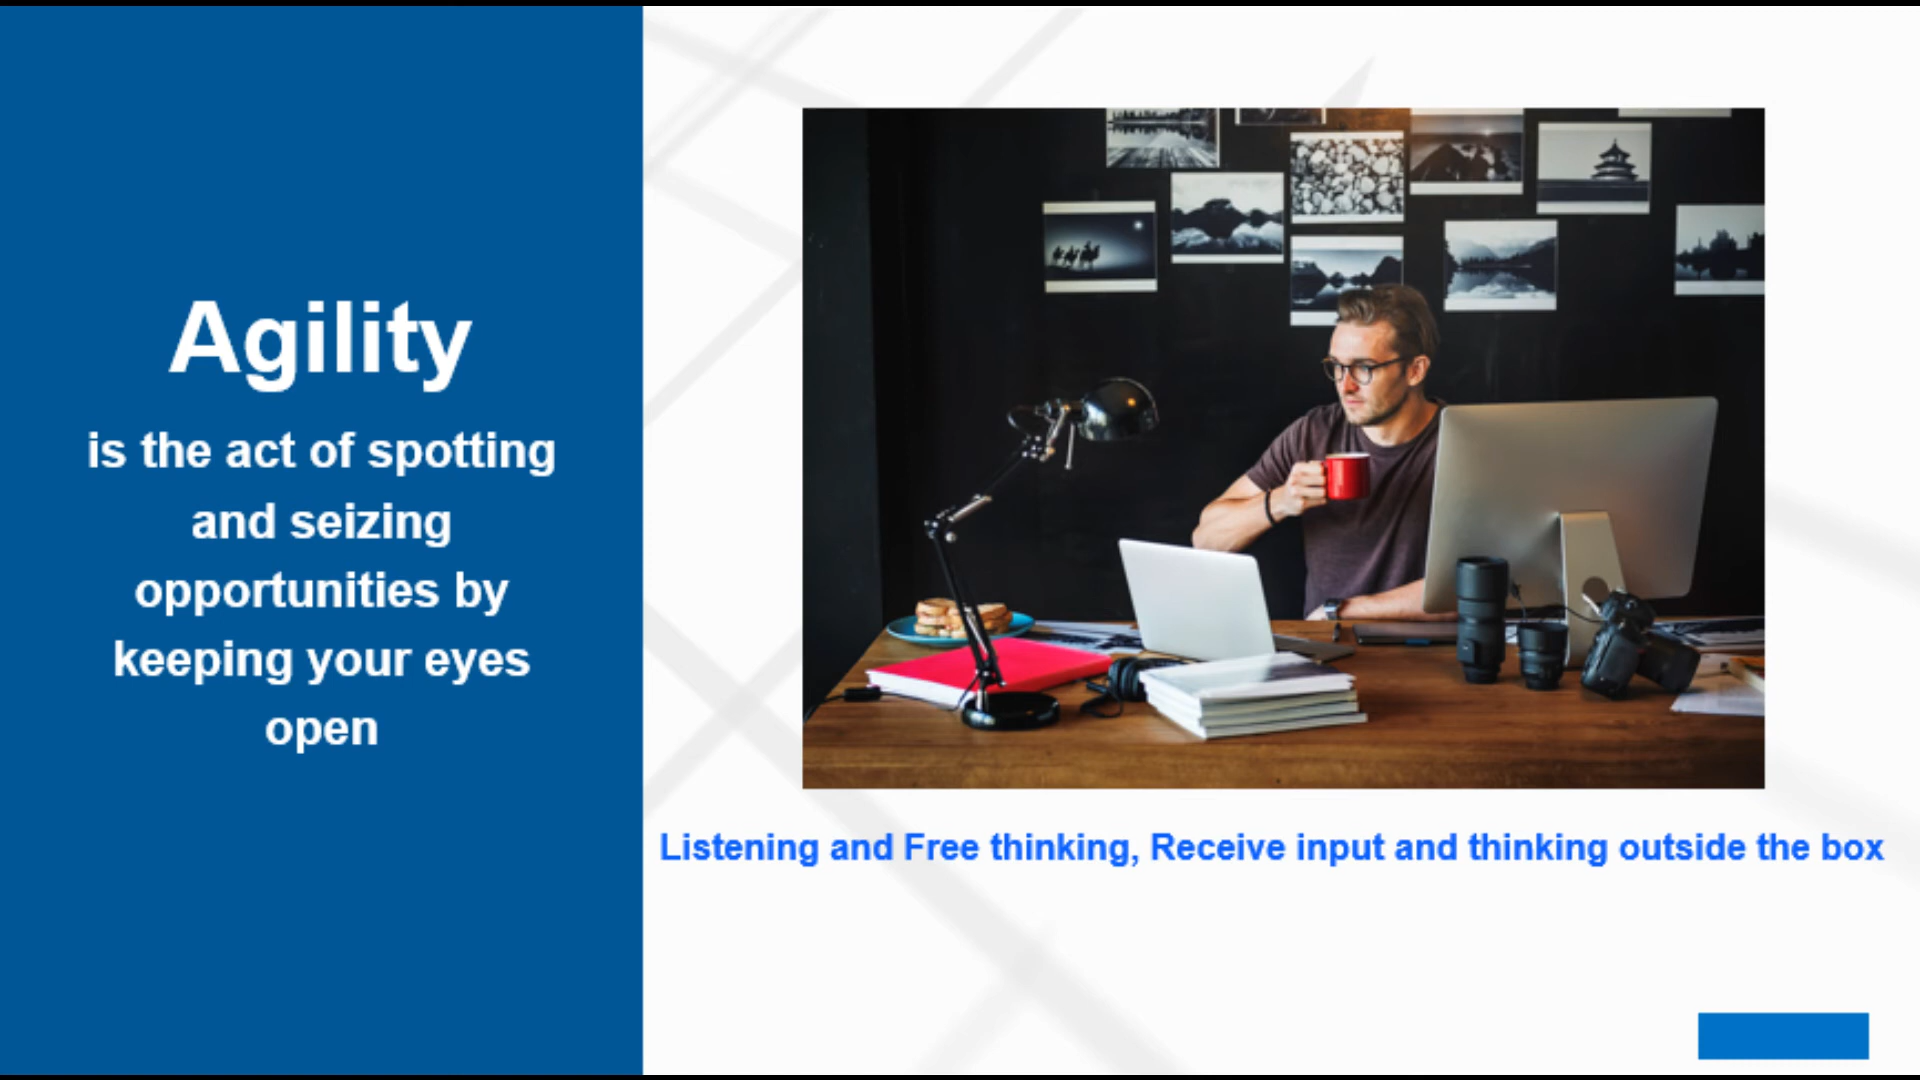 Agility
is the act of spotting
and seizing
opportunities by
keeping your eyes
open
Listening and Free thinking, Receive input and thinking outside the box